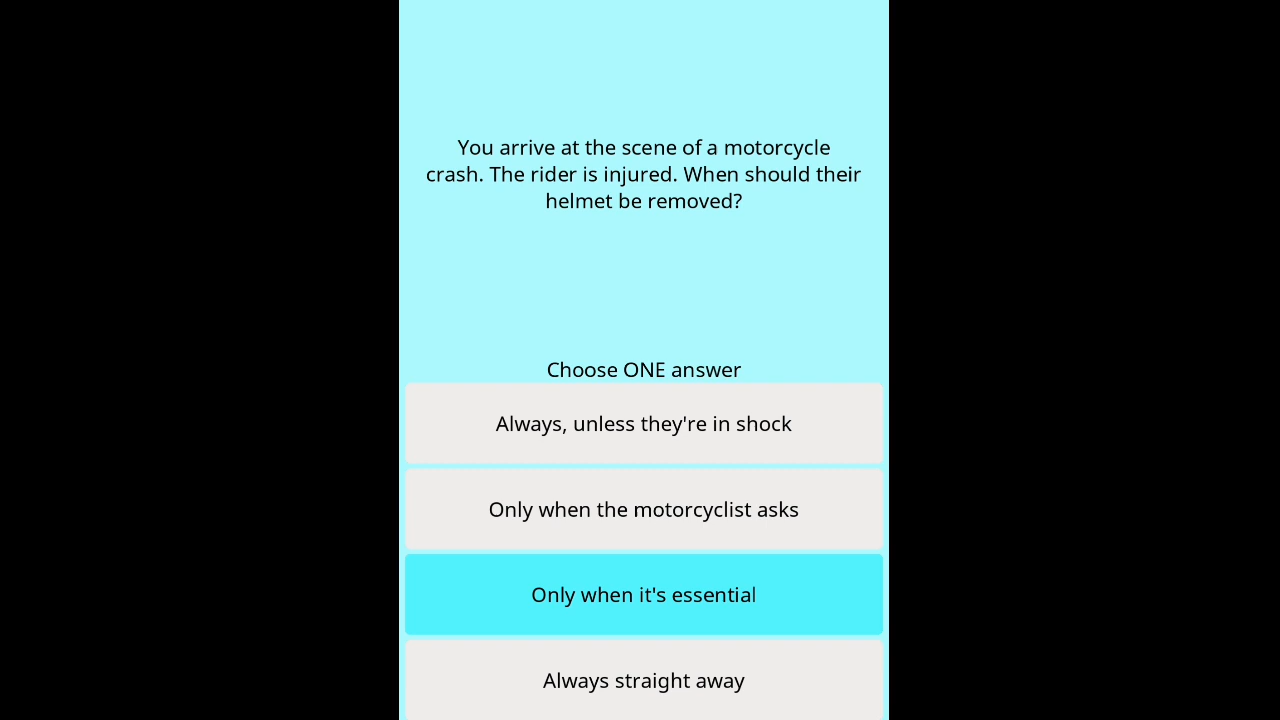 You arrive at the scene of a motorcycle
crash. The rider is injured. When should their
helmet be removed?
Choose ONE answer
Always, unless they're in shock
Only when the motorcyclist asks
Only when it's essential
Always straight away